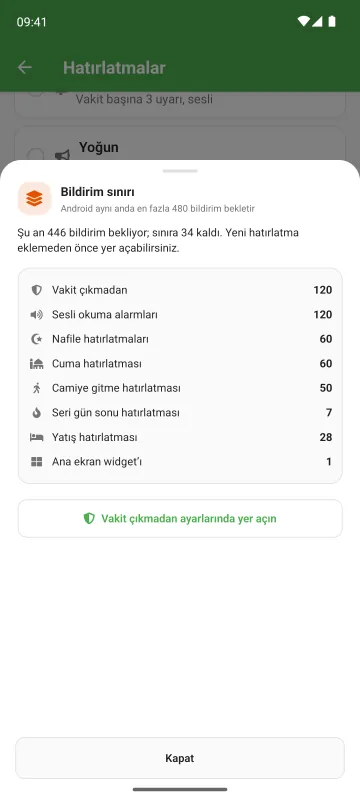 09:41
Hatırlatmalar
Vakit başına 3 uyarı, sesli
Yoğun
Bildirim sınırı
Android aynı anda en fazla 480 bildirim bekletir
Şu an 446 bildirim bekliyor; sınıra 34 kaldı. Yeni hatırlatma
eklemeden önce yer açabilirsiniz.
Vakit çıkmadan 120
Sesli okuma alarmları 120
Nafile hatırlatmaları 60
Cuma hatırlatması 60
Camiye gitme hatırlatması 50
Seri gün sonu hatırlatması 7
Yatış hatırlatması 28
Ana ekran widget'ı 1
Vakit çıkmadan ayarlarında yer açın
Kapat